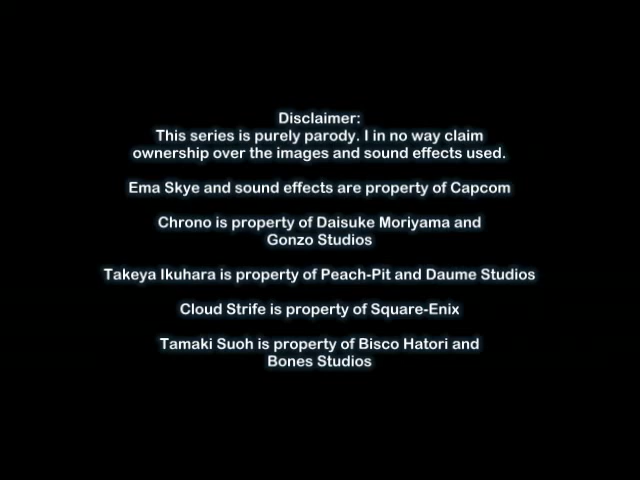 Disclaimer:
This series is purely parody. I in no way claim
ownership over the images and sound effects used.
Ema Skye and sound effects are property of Capcom
Chrono is property of Daisuke Moriyama and
Gonzo Studios
Takeya Ikuhara is property of Peach-Pit and Daume Studios
Cloud Strife is property of Square-Enix
Tamaki Suoh is property of Bisco Hatori and
Bones Studios